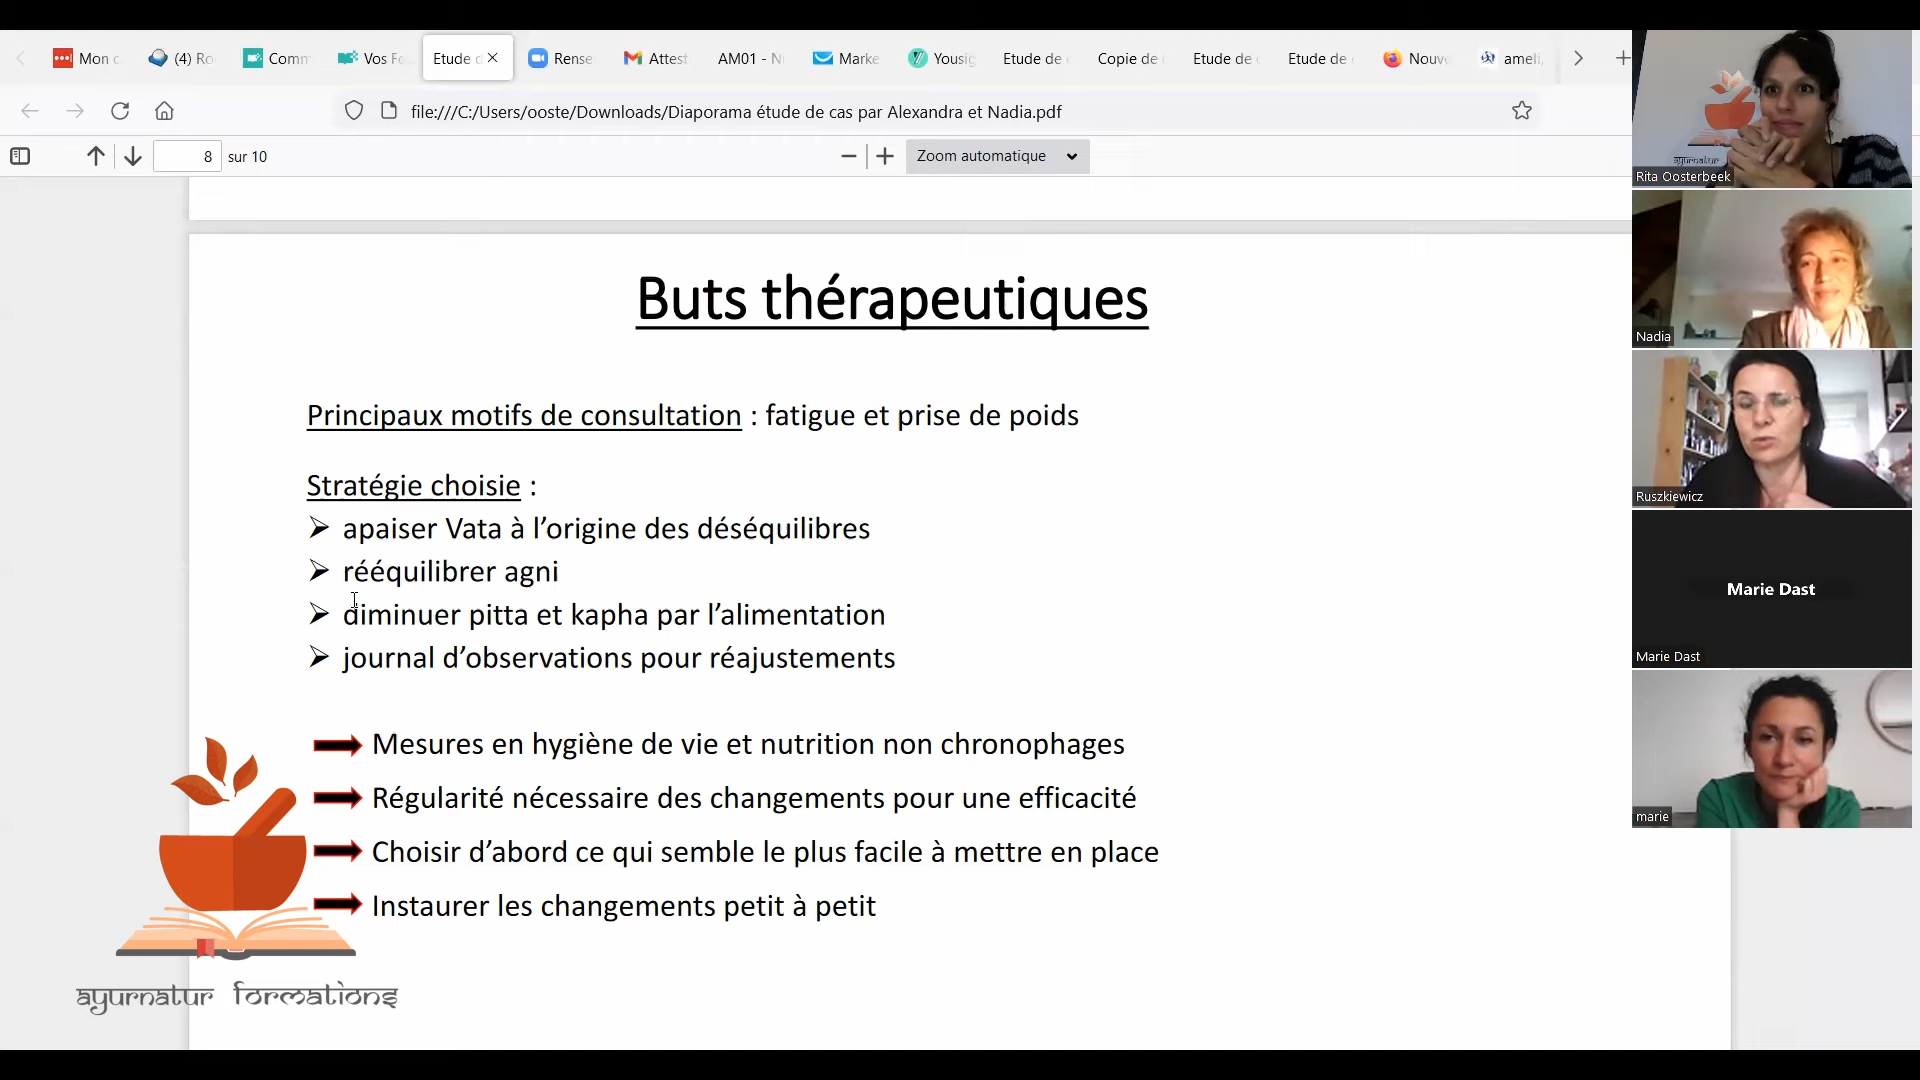 Mon c
(4) Ro
Comm
Vos Fo
Etude d
Rense
Attest
AM01 - N
Marke
Yousig
Etude de
Copie de
Etude de
Etude de
Nouv
ameli,
file:///C:/Users/ooste/Downloads/Diaporama étude de cas par Alexandra et Nadia.pdf
8 sur 10
Zoom automatique
Buts thérapeutiques
Principaux motifs de consultation : fatigue et prise de poids
Stratégie choisie :
➢ apaiser Vata à l’origine des déséquilibres
➢ rééquilibrer agni
➢ diminuer pitta et kapha par l’alimentation
➢ journal d’observations pour réajustements
Mesures en hygiène de vie et nutrition non chronophages
Régularité nécessaire des changements pour une efficacité
Choisir d’abord ce qui semble le plus facile à mettre en place
Instaurer les changements petit à petit
ayurnatur formations
ayurnatur
Rita Oosterbeek
Nadia
Ruszkiewicz
Marie Dast
Marie Dast
marie